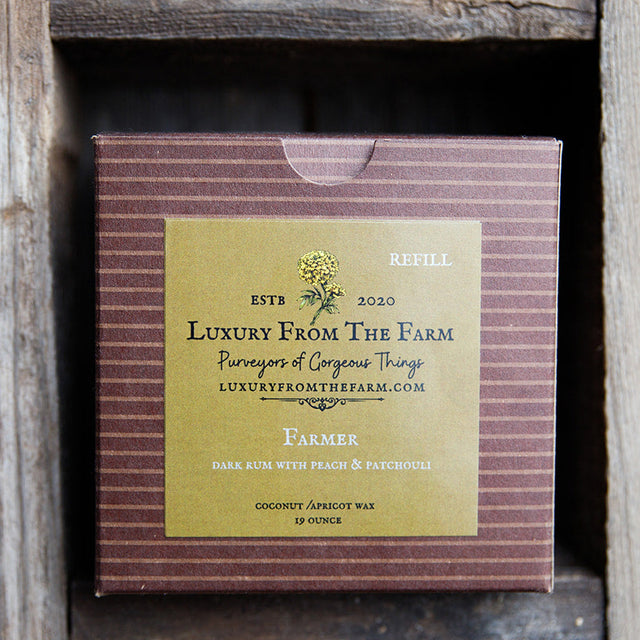 REFILL
ESTB 2020
LUXURY FROM THE FARM
Purveyors of Gorgeous Things
LUXURYFROMTHEFARM.COM
FARMER
DARK RUM WITH PEACH & PATCHOULI
COCONUT /APRICOT WAX
19 OUNCE